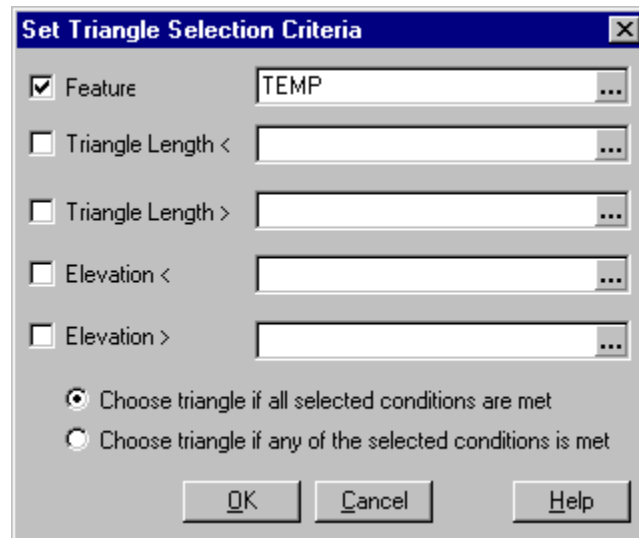 Set Triangle Selection Criteria
Feature TEMP ...
Triangle Length < ...
Triangle Length > ...
Elevation < ...
Elevation > ...
Choose triangle if all selected conditions are met
Choose triangle if any of the selected conditions is met
OK Cancel Help